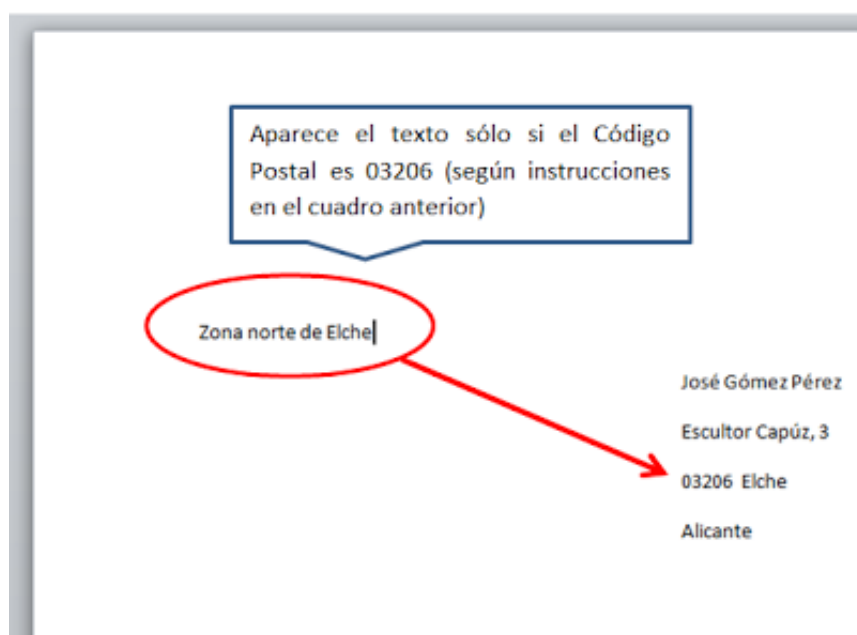 Aparece el texto sólo si el Código
Postal es 03206 (según instrucciones
en el cuadro anterior)
Zona norte de Elche
José Gómez Pérez
Escultor Capúz, 3
03206 Elche
Alicante